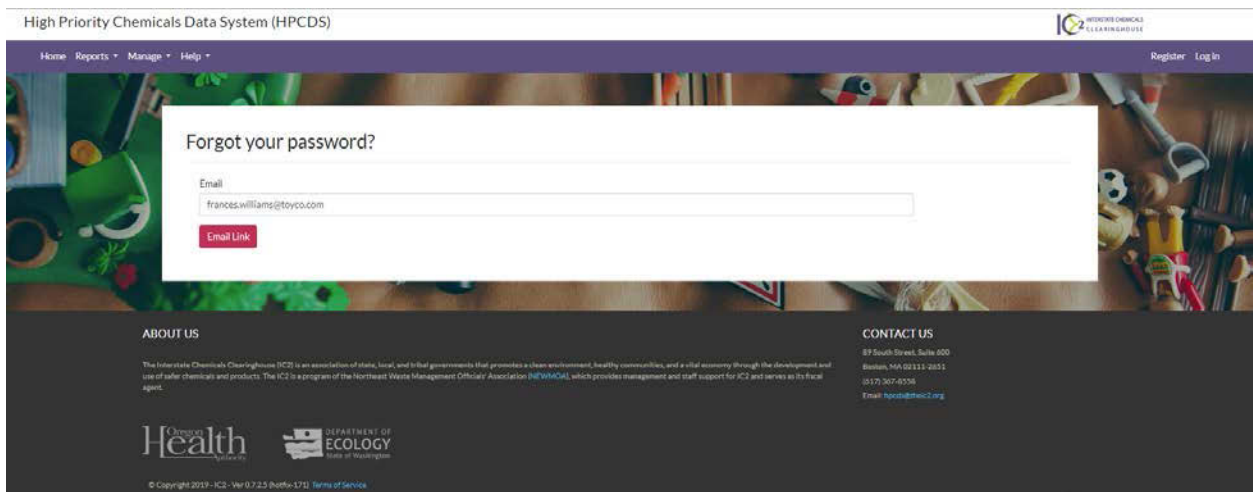 High Priority Chemicals Data System (HPCDS)
IC2 INTERSTATE CHEMICALS
CLEARINGHOUSE
Home Reports Manage Help
Register Log in
Forgot your password?
Email
frances.williams@toyco.com
Email Link
ABOUT US
The Interstate Chemicals Clearinghouse (IC2) is an association of state, local, and tribal governments that promotes a clean environment, healthy communities, and a vital economy through the development and
use of safer chemicals and products. The IC2 is a program of the Northeast Waste Management Officials' Association (NEWMOA), which provides management and staff support for IC2 and serves as its fiscal
agent.
CONTACT US
89 South Street, Suite 600
Boston, MA 02111-2651
(617) 367-8558
Email: hpcds@theic2.org
Oregon
Health
Authority
DEPARTMENT OF
ECOLOGY
State of Washington
© Copyright 2019 - IC2 - Ver 0.7.2.5 (hotfix-171) Terms of Service